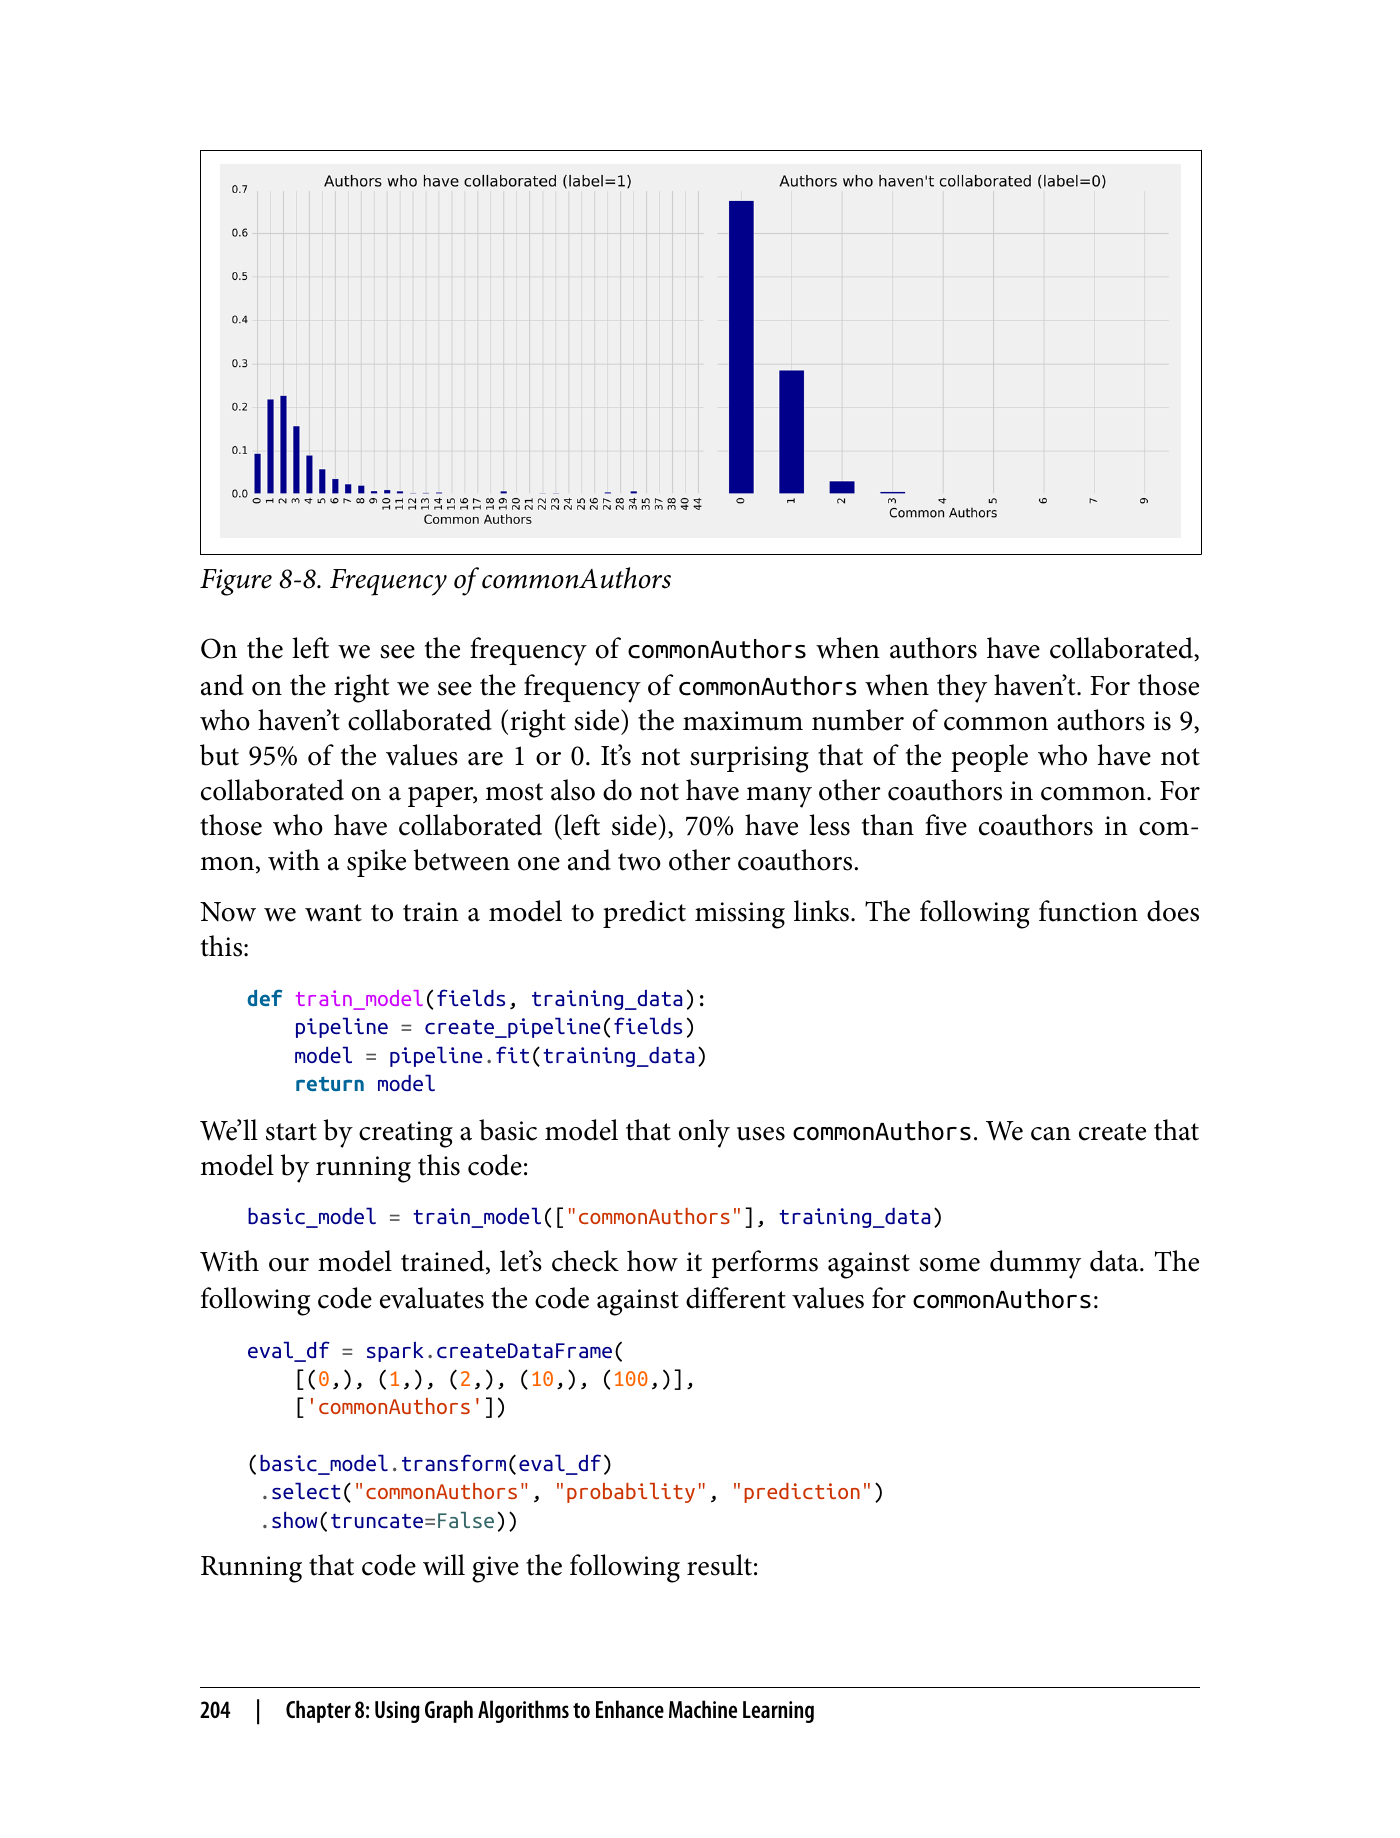 Authors who have collaborated (label=1)
Authors who haven't collaborated (label=0)
0.7
0.6
0.5
0.4
0.3
0.2
0.1
0.0
0 1 2 3 4 5 6 7 8 9 10 11 12 13 14 15 16 17 18 19 20 21 22 23 24 25 26 27 28 34 35 37 38 40 44
Common Authors
0 1 2 3 4 5 6 7 9
Common Authors
Figure 8-8. Frequency of commonAuthors
On the left we see the frequency of commonAuthors when authors have collaborated,
and on the right we see the frequency of commonAuthors when they haven’t. For those
who haven’t collaborated (right side) the maximum number of common authors is 9,
but 95% of the values are 1 or 0. It’s not surprising that of the people who have not
collaborated on a paper, most also do not have many other coauthors in common. For
those who have collaborated (left side), 70% have less than five coauthors in com-
mon, with a spike between one and two other coauthors.
Now we want to train a model to predict missing links. The following function does
this:
def train_model(fields, training_data):
    pipeline = create_pipeline(fields)
    model = pipeline.fit(training_data)
    return model
We’ll start by creating a basic model that only uses commonAuthors. We can create that
model by running this code:
basic_model = train_model(["commonAuthors"], training_data)
With our model trained, let’s check how it performs against some dummy data. The
following code evaluates the code against different values for commonAuthors:
eval_df = spark.createDataFrame(
    [(0,), (1,), (2,), (10,), (100,)],
    ['commonAuthors'])
(basic_model.transform(eval_df)
 .select("commonAuthors", "probability", "prediction")
 .show(truncate=False))
Running that code will give the following result:
204 | Chapter 8: Using Graph Algorithms to Enhance Machine Learning